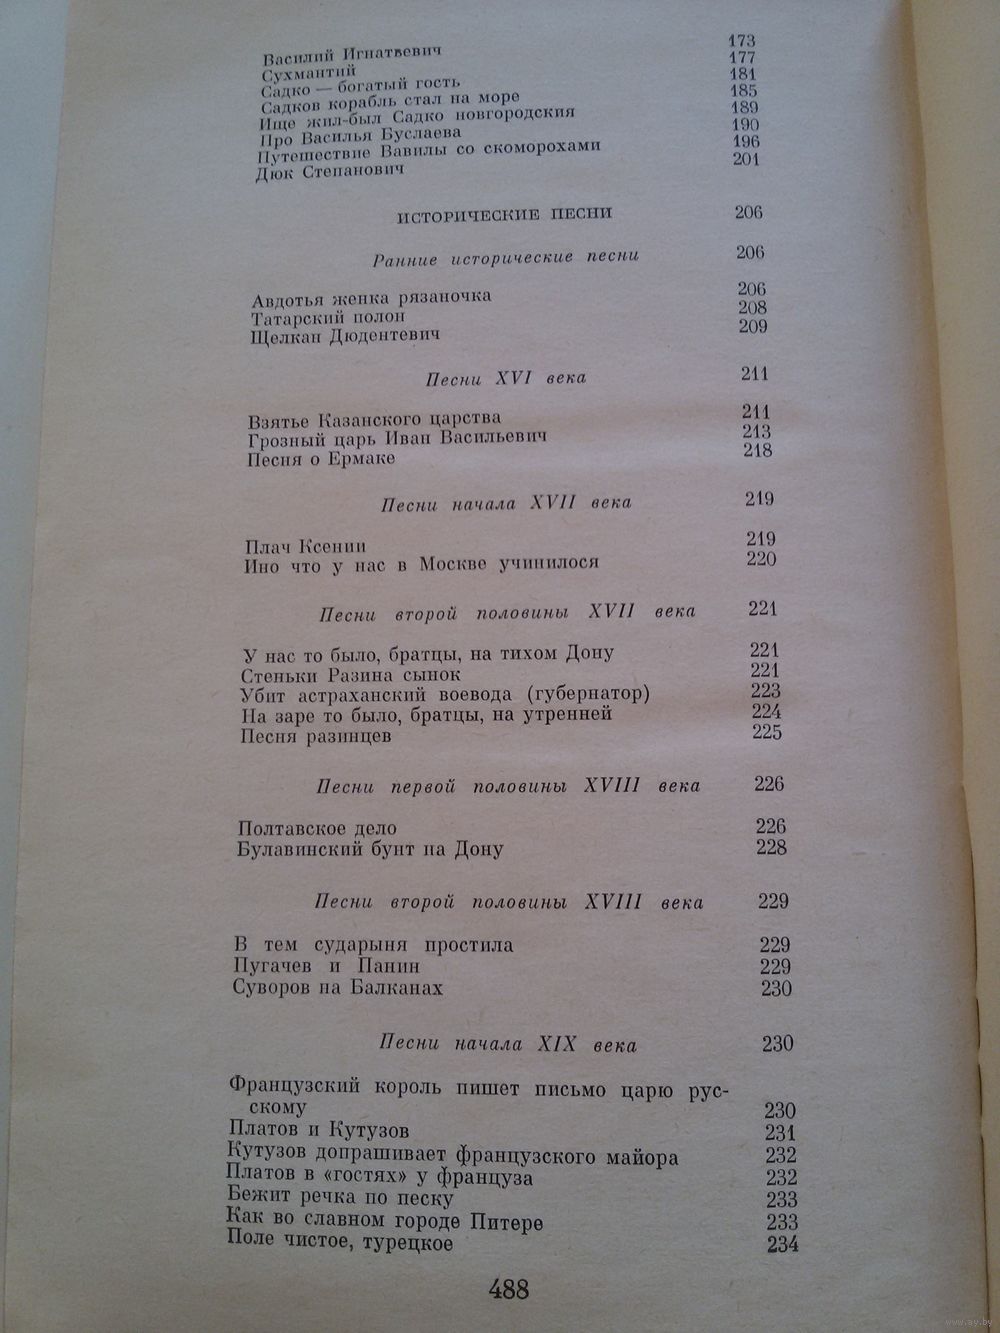 Василий Игнатвевич 173
Сухмантий 177
Садко — богатый гость 181
Садков корабль стал на море 185
Ище жил-был Садко новгородския 189
Про Василья Буслаева 190
Путешествие Вавилы со скоморохами 196
Дюк Степанович 201
ИСТОРИЧЕСКИЕ ПЕСНИ 206
Ранние исторические песни 206
Авдотья женка рязаночка 206
Татарский полон 208
Щелкан Дюдентевич 209
Песни XVI века 211
Взятье Казанского царства 211
Грозный царь Иван Васильевич 213
Песня о Ермаке 218
Песни начала XVII века 219
Плач Ксении 219
Ино что у нас в Москве учинилося 220
Песни второй половины XVII века 221
У нас то было, братцы, на тихом Дону 221
Стеньки Разина сынок 221
Убит астраханский воевода (губернатор) 223
На заре то было, братцы, на утренней 224
Песня разинцев 225
Песни первой половины XVIII века 226
Полтавское дело 226
Булавинский бунт на Дону 228
Песни второй половины XVIII века 229
В тем сударыня простила 229
Пугачев и Панин 229
Суворов на Балканах 230
Песни начала XIX века 230
Французский король пишет письмо царю рус-
скому 230
Платов и Кутузов 231
Кутузов допрашивает французского майора 232
Платов в «гостях» у француза 232
Бежит речка по песку 233
Как во славном городе Питере 233
Поле чистое, турецкое 234
488
www.ay.by